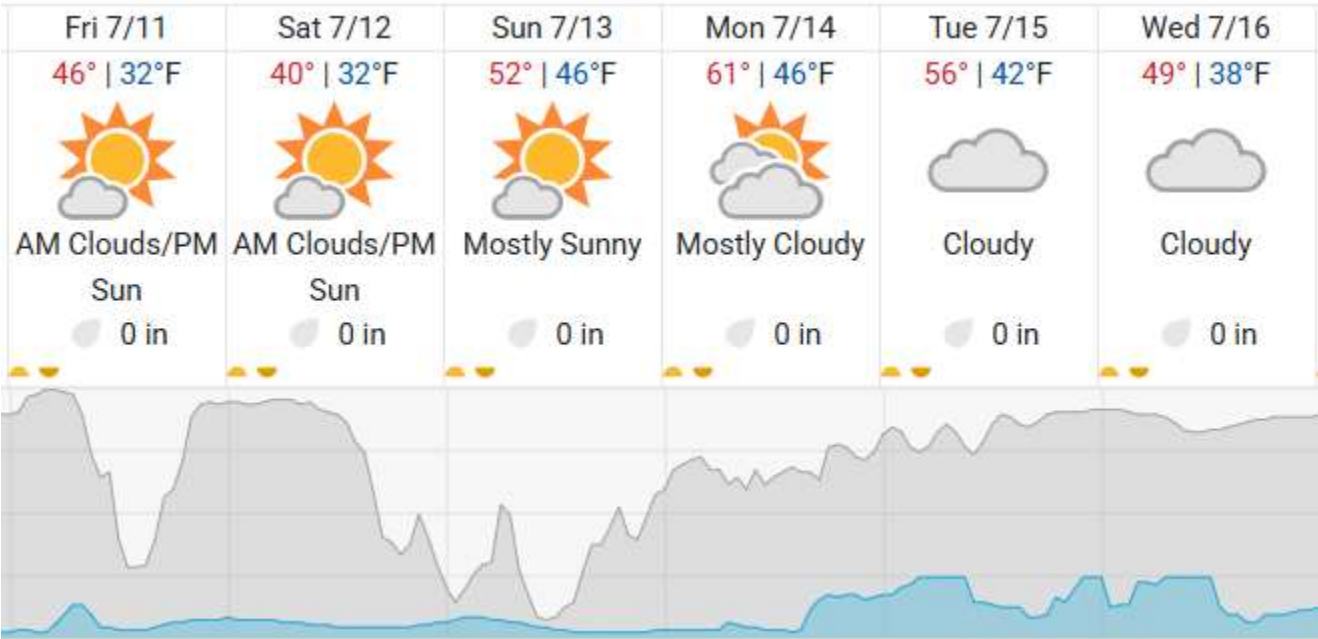 Fri 7/11
Sat 7/12
Sun 7/13
Mon 7/14
Tue 7/15
Wed 7/16
46° | 32°F
40° | 32°F
52° | 46°F
61° | 46°F
56° | 42°F
49° | 38°F
AM Clouds/PM
Sun
AM Clouds/PM
Sun
Mostly Sunny
Mostly Cloudy
Cloudy
Cloudy
0 in
0 in
0 in
0 in
0 in
0 in